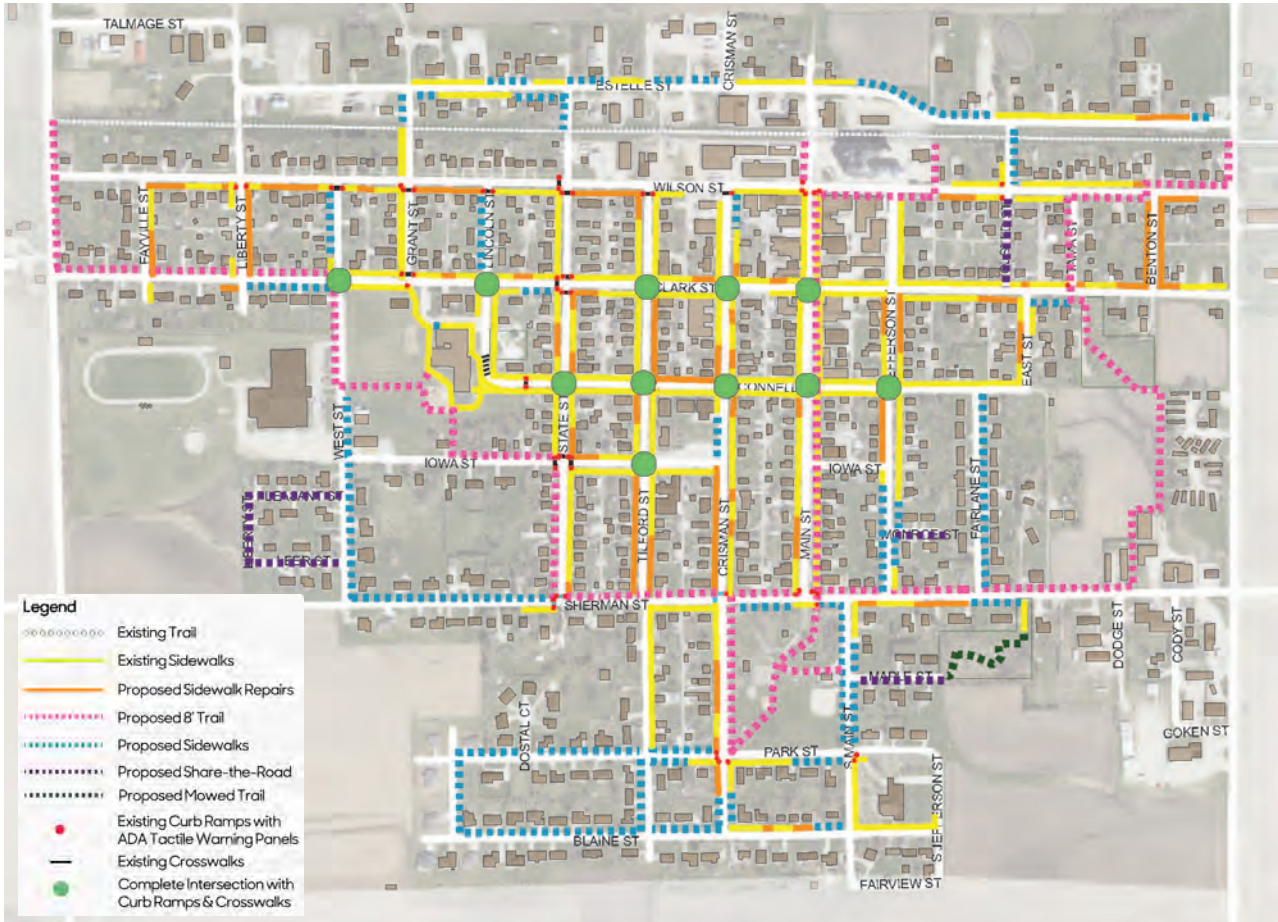 TALMAGE ST
CRISMAN ST
ESTELLE ST
WILSON ST
FAYVILLE ST
LIBERTY ST
GRANT ST
LINCOLN ST
BENTON ST
CLARK ST
JEFFERSON ST
EAST ST
CONNELL
WEST ST
STATE ST
IOWA ST
IOWA ST
PLEASANT ST
TILFORD ST
CRISMAN ST
MAIN ST
MONROE ST
FAIRLANE ST
SHERMAN ST
DODGE ST
CODY ST
MAPLE ST
DOSTAL CT
PARK ST
S MAIN ST
S JEFFERSON ST
COKEN ST
BLAINE ST
FAIRVIEW ST
Legend
Existing Trail
Existing Sidewalks
Proposed Sidewalk Repairs
Proposed 8' Trail
Proposed Sidewalks
Proposed Share-the-Road
Proposed Mowed Trail
Existing Curb Ramps with
ADA Tactile Warning Panels
Existing Crosswalks
Complete Intersection with
Curb Ramps & Crosswalks